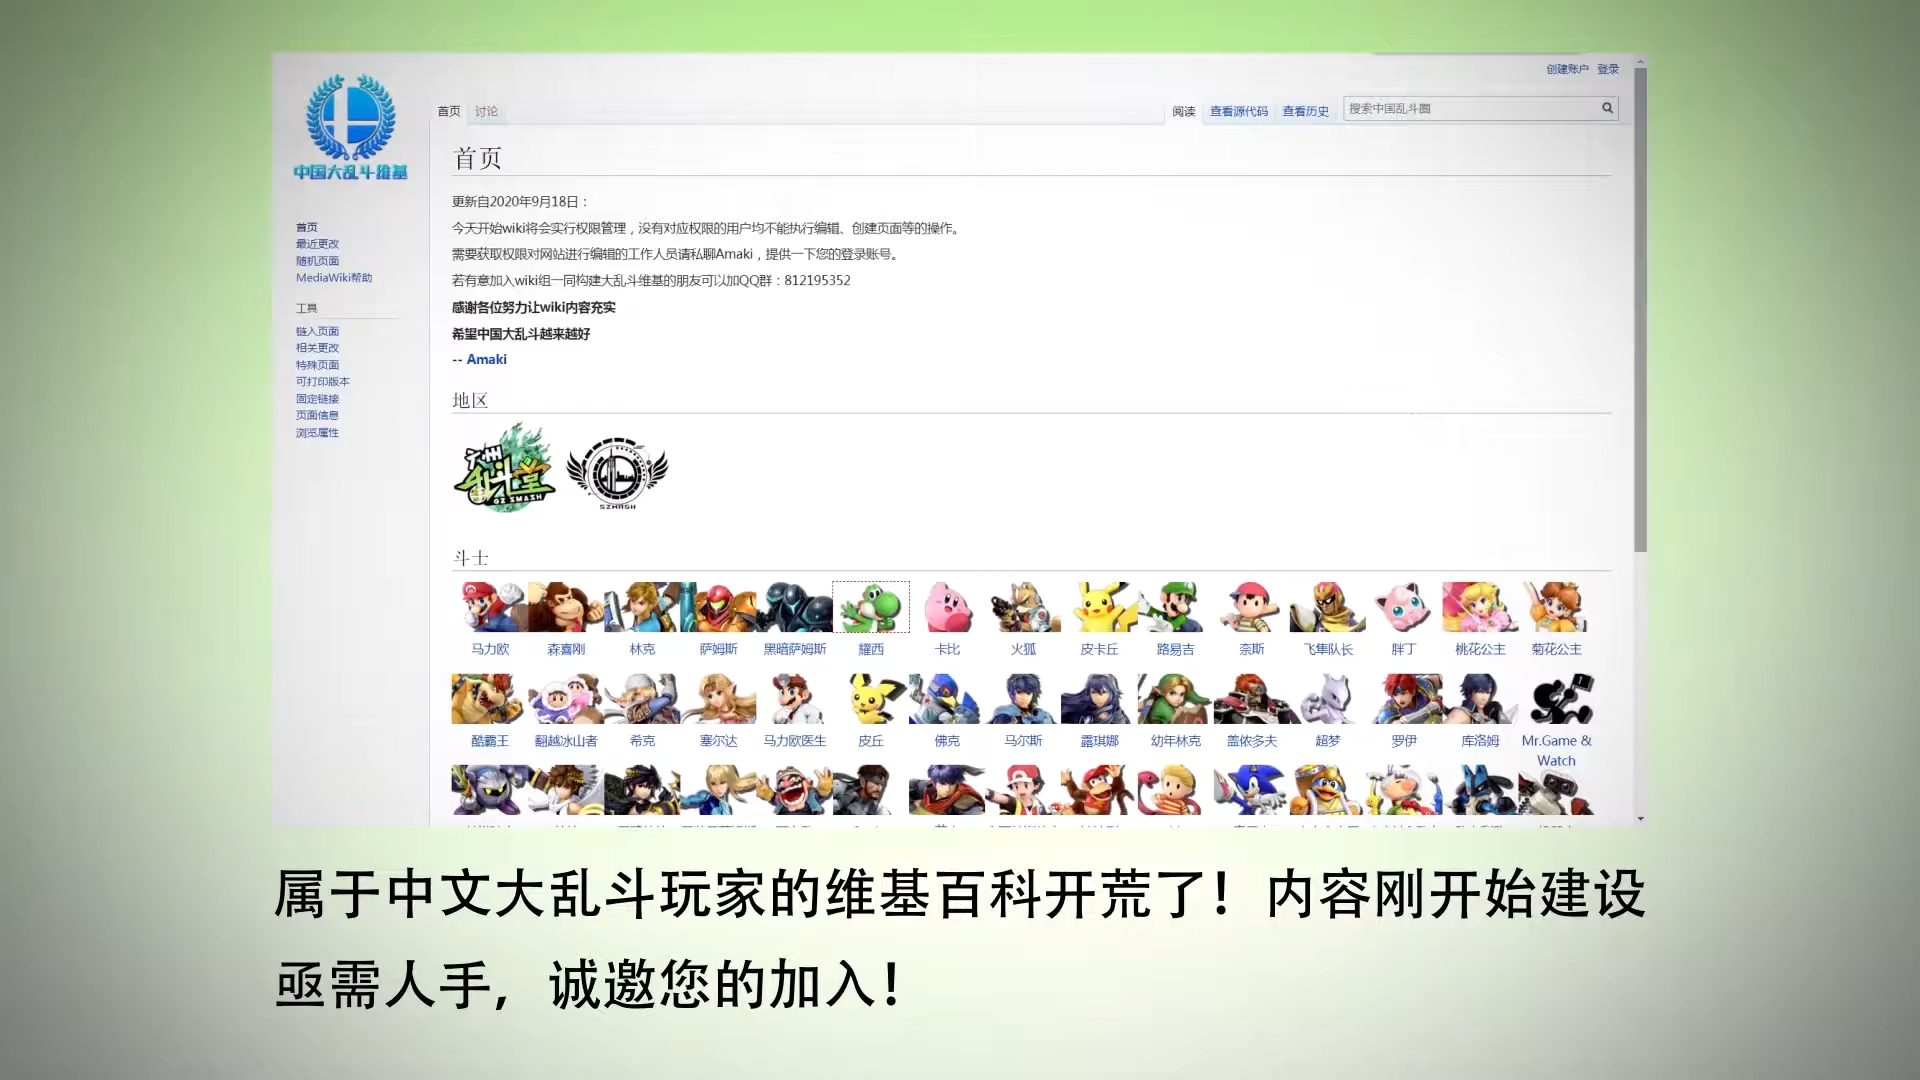 创建账户 登录
中国大乱斗维基
首页 讨论 阅读 查看源代码 查看历史 搜索中国乱斗圈
首页
更新自2020年9月18日：
今天开始wiki将会实行权限管理，没有对应权限的用户均不能执行编辑、创建页面等的操作。
需要获取权限对网站进行编辑的工作人员请私聊Amaki，提供一下您的登录账号。
若有意加入wiki组一同构建大乱斗维基的朋友可以加QQ群：812195352
感谢各位努力让wiki内容充实
希望中国大乱斗越来越好
-- Amaki
首页
最近更改
随机页面
MediaWiki帮助
工具
链入页面
相关更改
特殊页面
可打印版本
固定链接
页面信息
浏览属性
地区
广州
乱斗堂
GZ SMASH
SZMASH
斗士
马力欧 森喜刚 林克 萨姆斯 黑暗萨姆斯 耀西 卡比 火狐 皮卡丘 路易吉 奈斯 飞隼队长 胖丁 桃花公主 菊花公主
酷霸王 翻越冰山者 希克 塞尔达 马力欧医生 皮丘 佛克 马尔斯 露琪娜 幼年林克 盖侬多夫 超梦 罗伊 库洛姆 Mr.Game &
Watch
属于中文大乱斗玩家的维基百科开荒了！内容刚开始建设
亟需人手，诚邀您的加入！